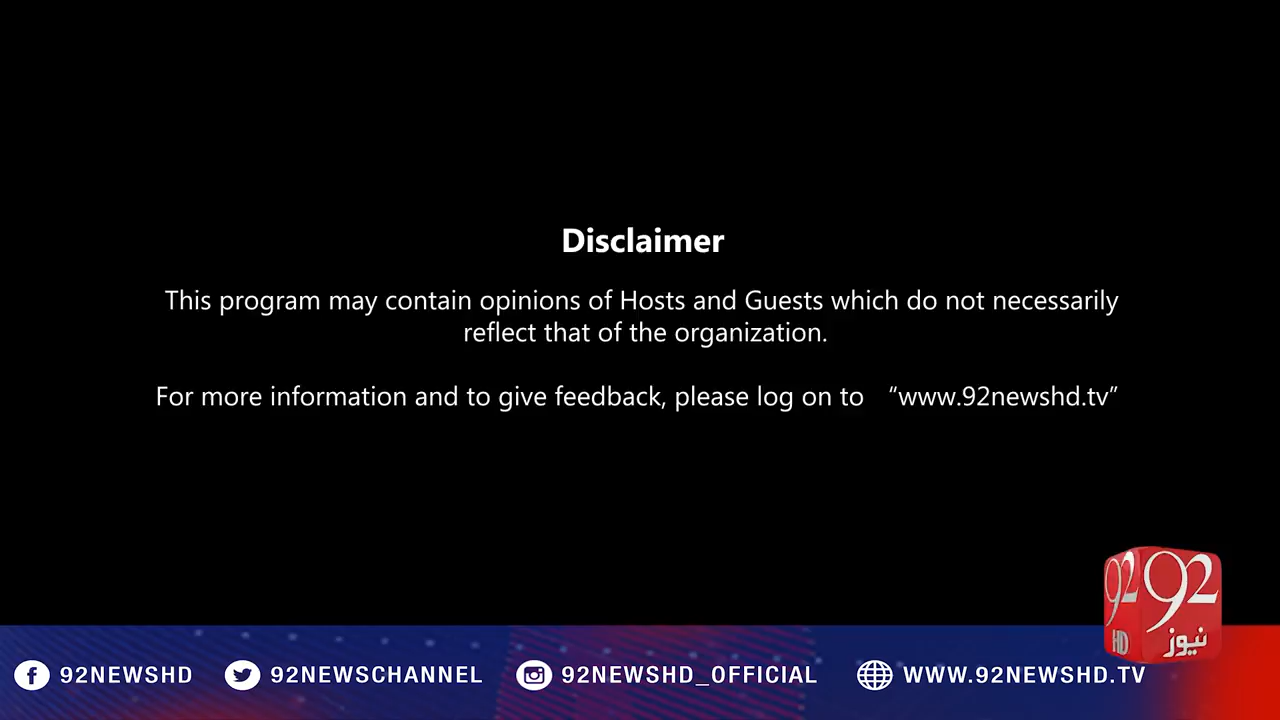 Disclaimer
This program may contain opinions of Hosts and Guests which do not necessarily
reflect that of the organization.
For more information and to give feedback, please log on to “www.92newshd.tv”
92 92
HD نیوز
92NEWSHD 92NEWSCHANNEL 92NEWSHD_OFFICIAL WWW.92NEWSHD.TV